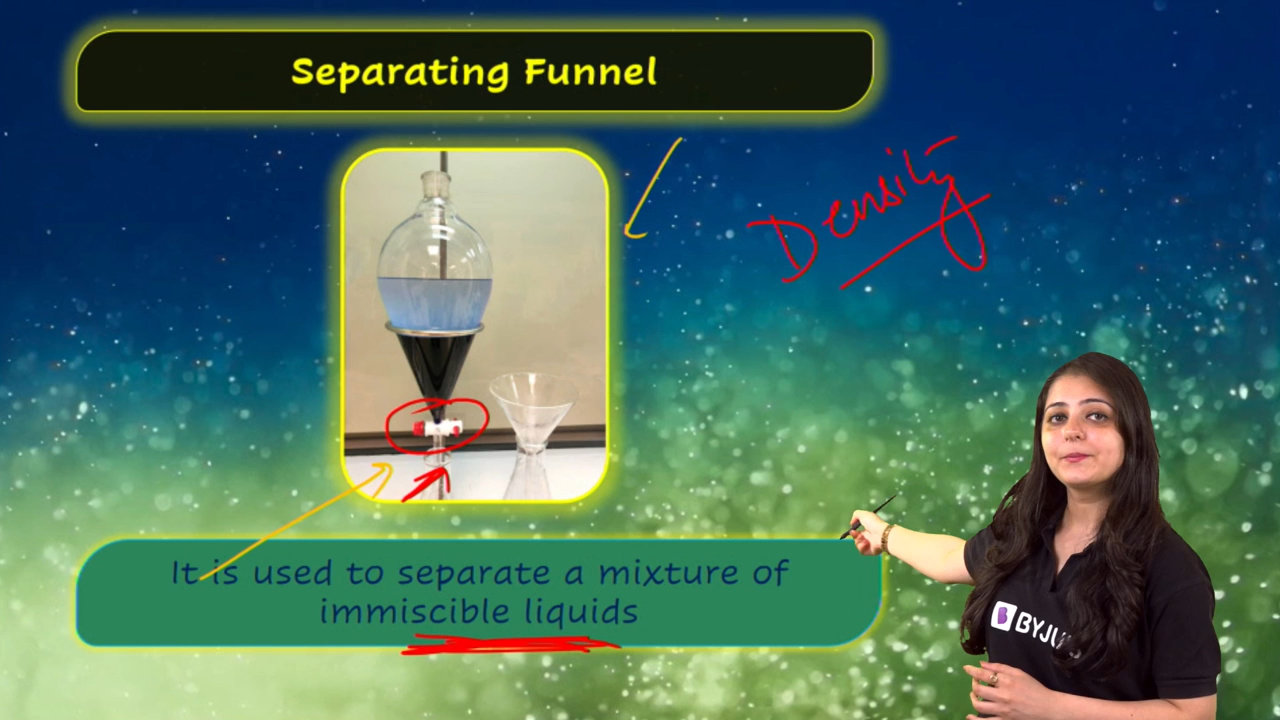 Separating Funnel
Density
It is used to separate a mixture of
immiscible liquids
BYJU